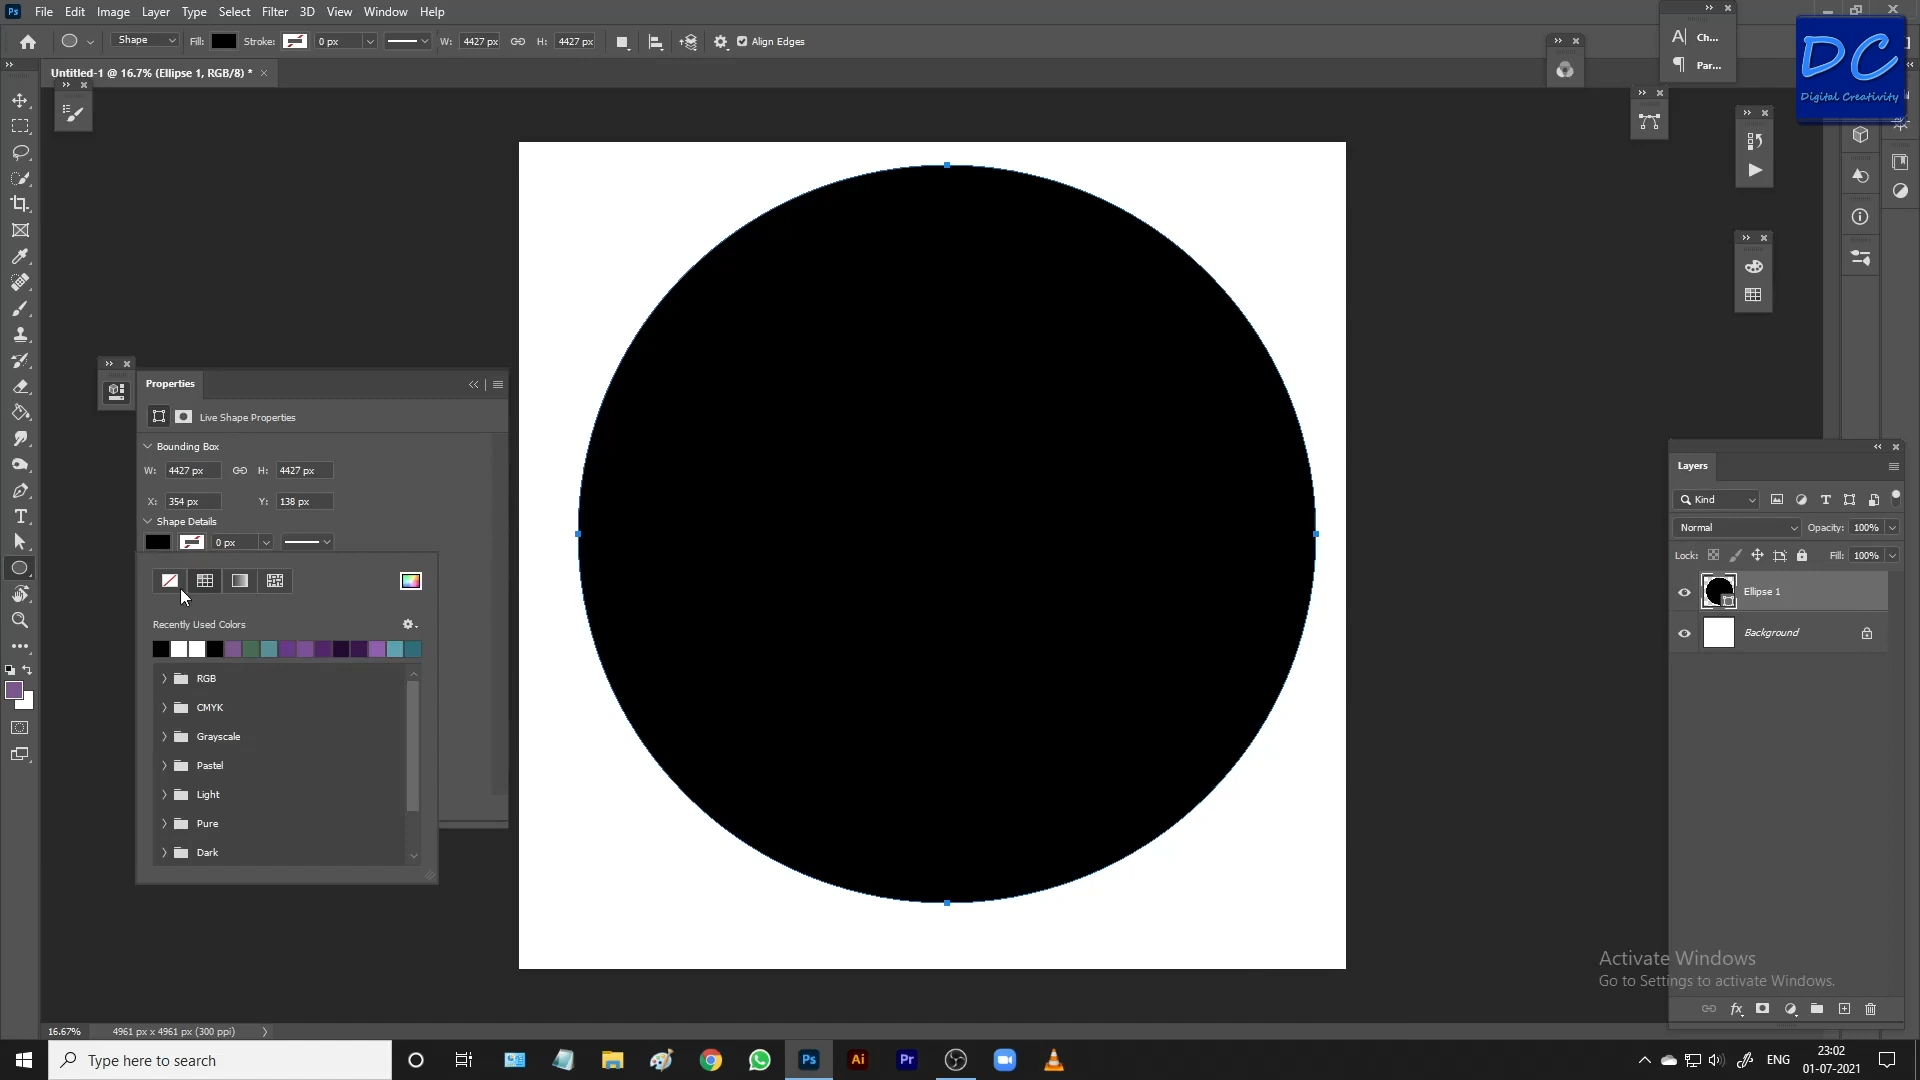 Ps File Edit Image Layer Type Select Filter 3D View Window Help
Shape Fill: Stroke: 0 px W: 4427 px H: 4427 px Align Edges
Untitled-1 @ 16.7% (Ellipse 1, RGB/8) *
Ch...
Par...
DC
Digital Creativity
Properties
Live Shape Properties
Bounding Box
W: 4427 px H: 4427 px
X: 354 px Y: 138 px
Shape Details
0 px
Recently Used Colors
RGB
CMYK
Grayscale
Pastel
Light
Pure
Dark
Layers
Kind
Normal Opacity: 100%
Lock: Fill: 100%
Ellipse 1
Background
Activate Windows
Go to Settings to activate Windows.
16.67% 4961 px x 4961 px (300 ppi)
Type here to search
Ps Ai Pr
ENG
23:02
01-07-2021